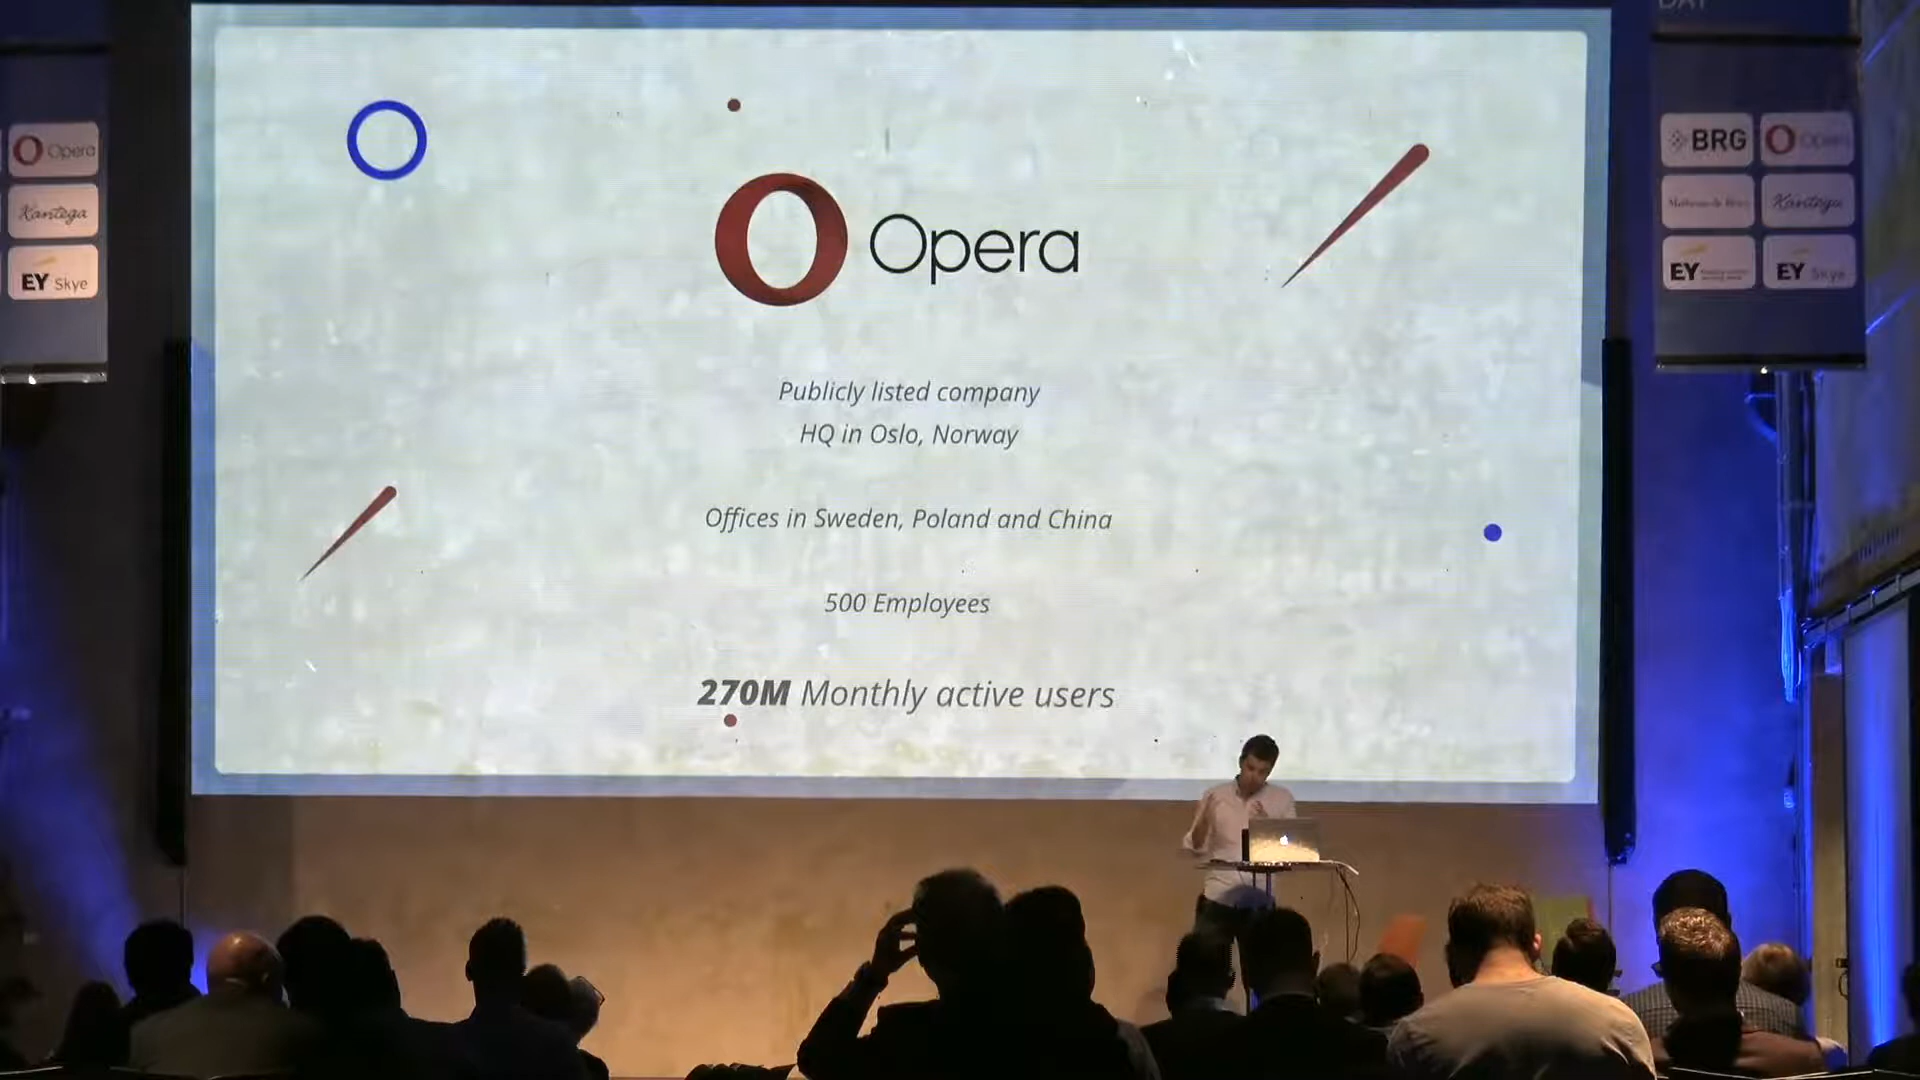 DAY
Opera
Kantega
EY Skye
Opera
Publicly listed company
HQ in Oslo, Norway
Offices in Sweden, Poland and China
500 Employees
270M Monthly active users
BRG
Opera
Kantega
EY
EY Skye